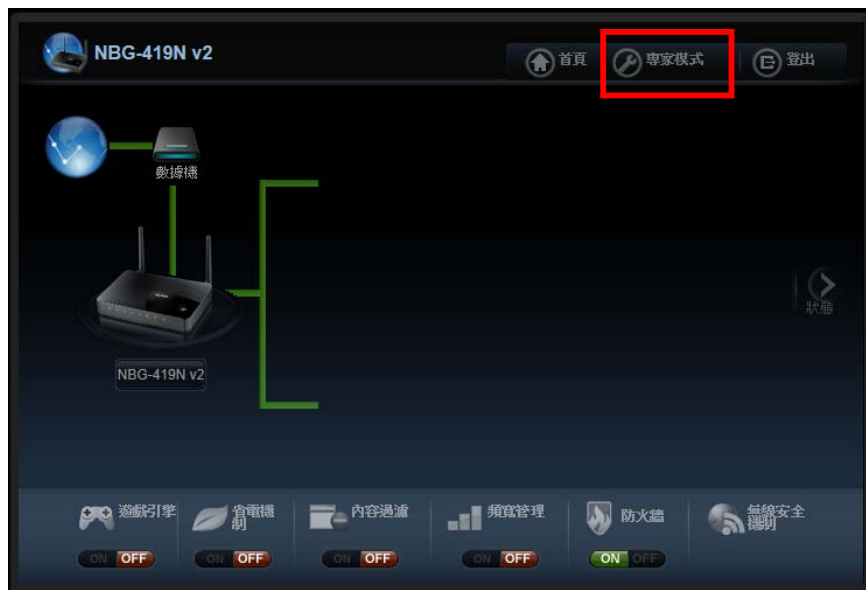 NBG-419N v2
首頁
專家模式
登出
數據機
狀態
NBG-419N v2
遊戲引擎
省電機
制
內容過濾
頻寬管理
防火牆
無線安全
機制
ON OFF
ON OFF
ON OFF
ON OFF
ON OFF